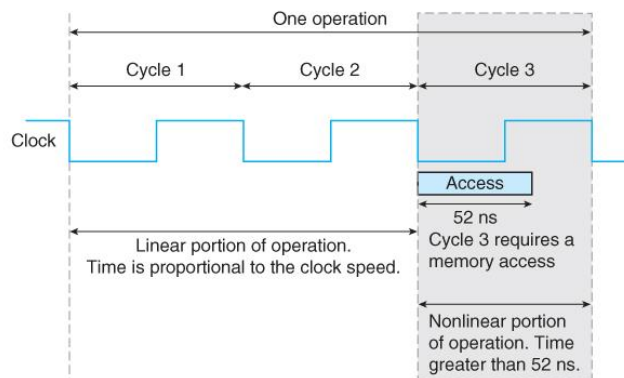 One operation
Cycle 1
Cycle 2
Cycle 3
Clock
Access
52 ns
Linear portion of operation.
Time is proportional to the clock speed.
Cycle 3 requires a
memory access
Nonlinear portion
of operation. Time
greater than 52 ns.